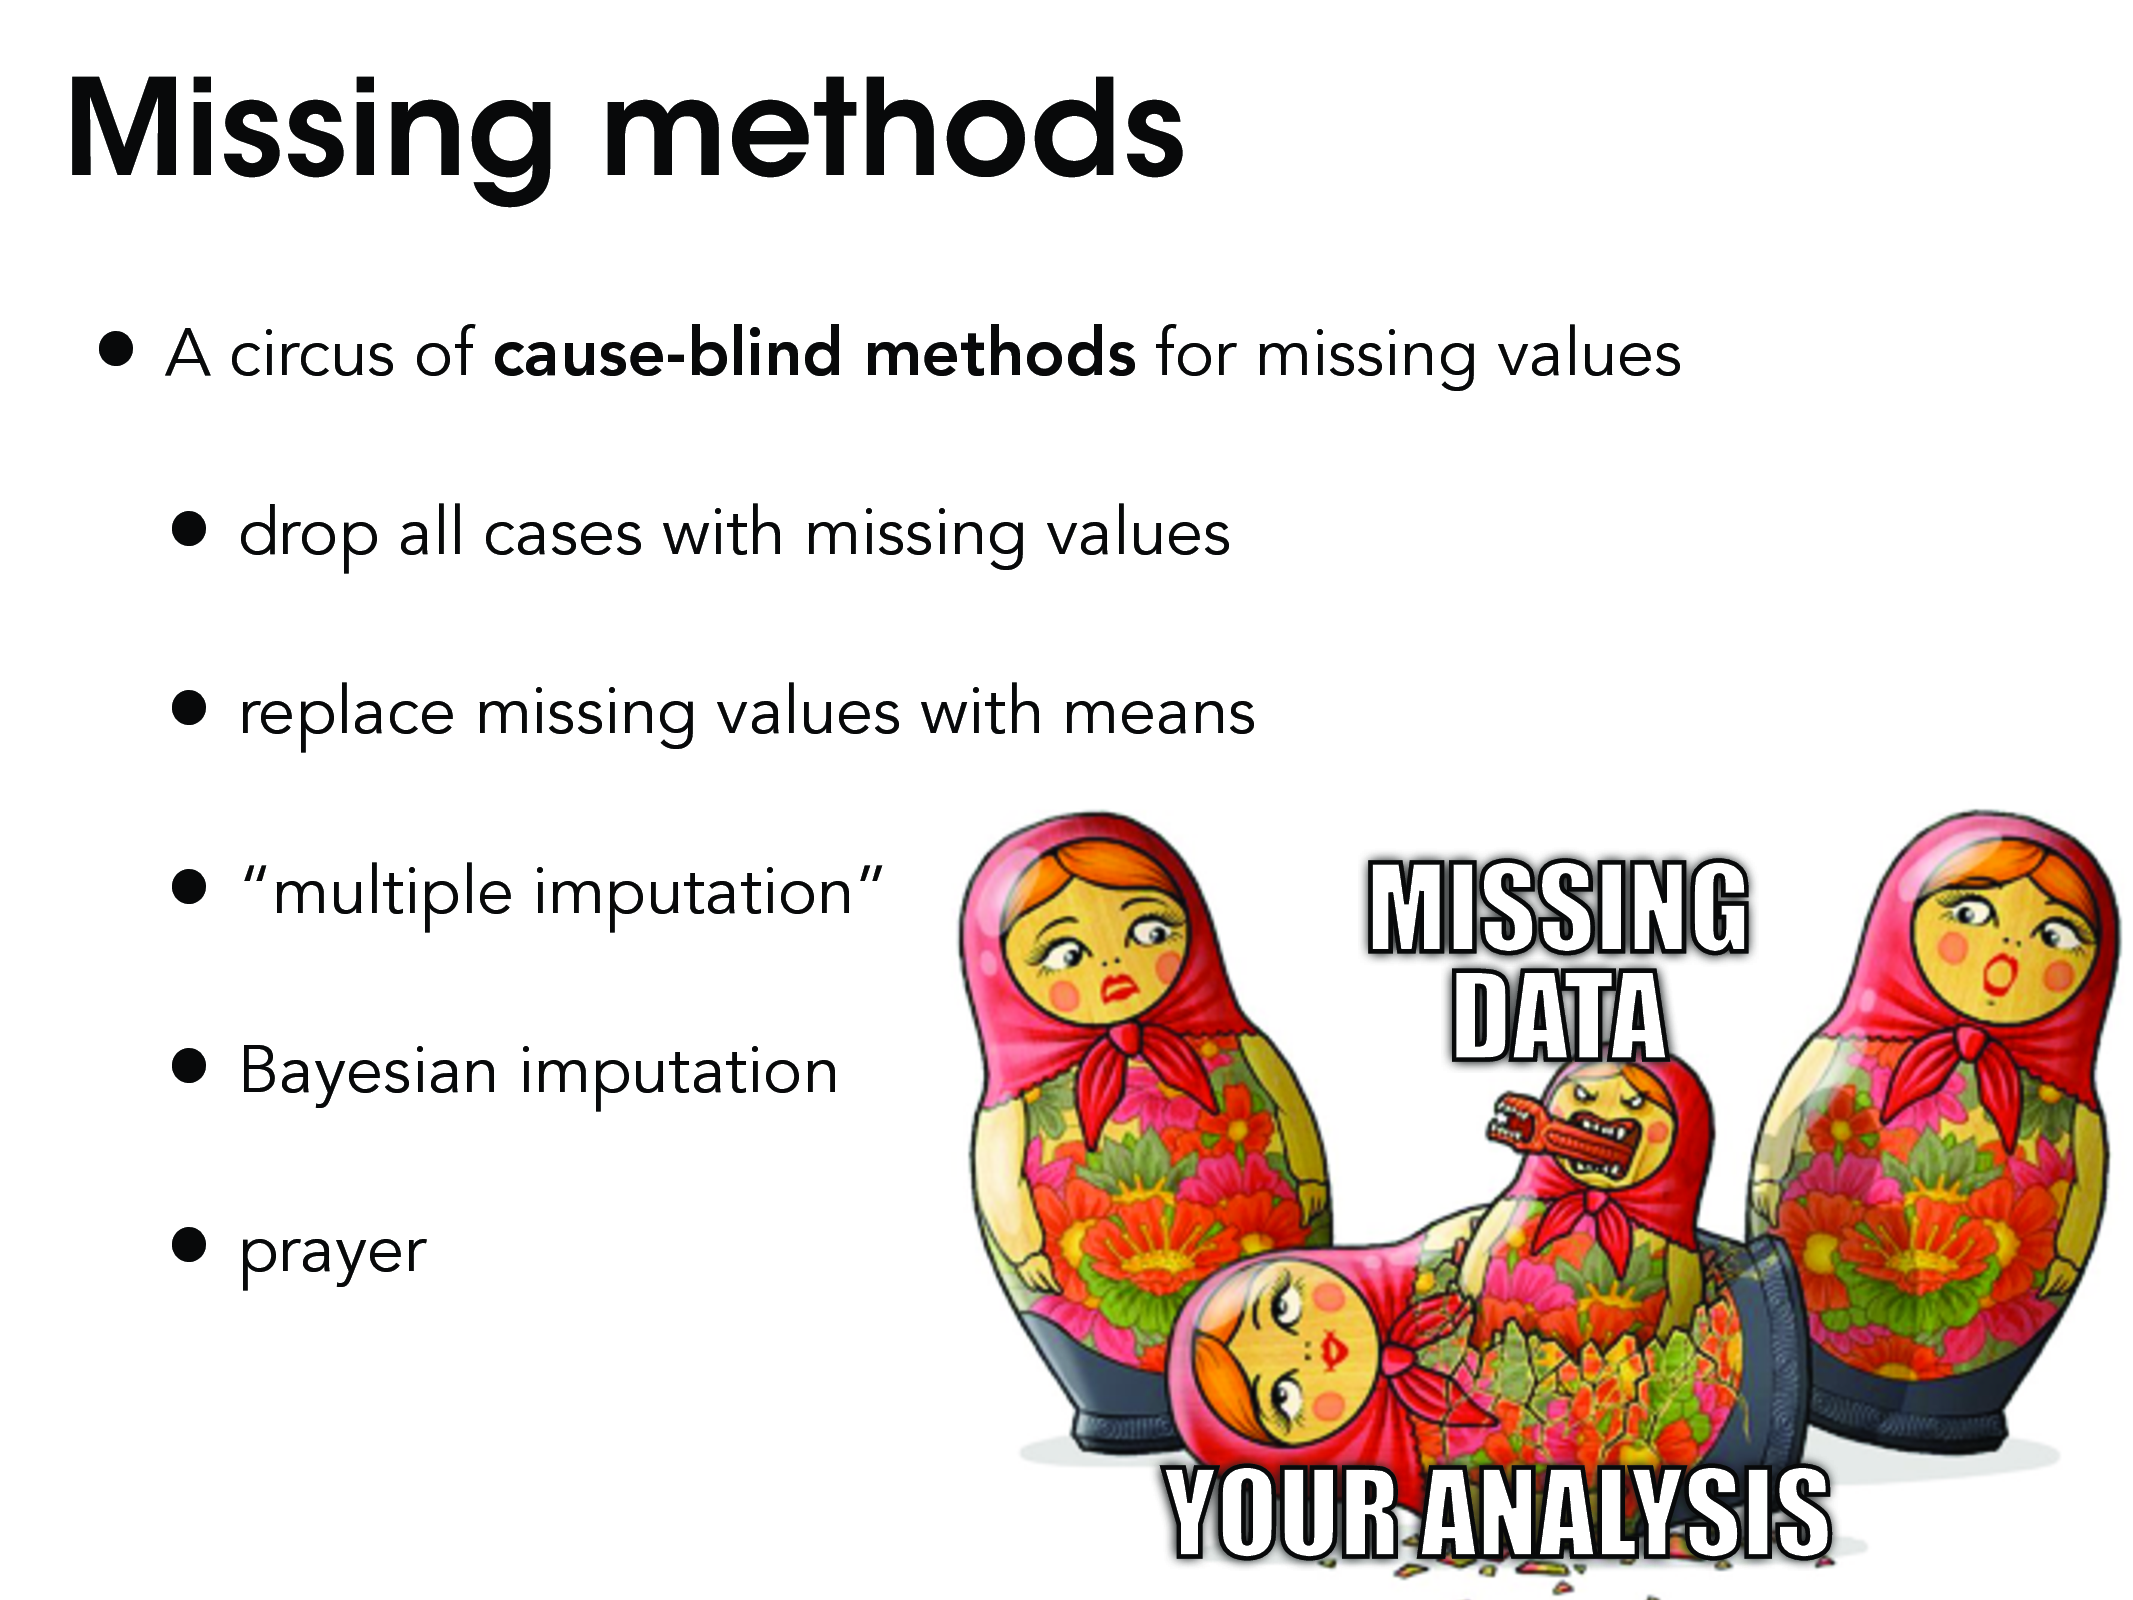 Missing methods
• A circus of cause-blind methods for missing values
• drop all cases with missing values
• replace missing values with means
• “multiple imputation”
• Bayesian imputation
• prayer
MISSING
DATA
YOUR ANALYSIS